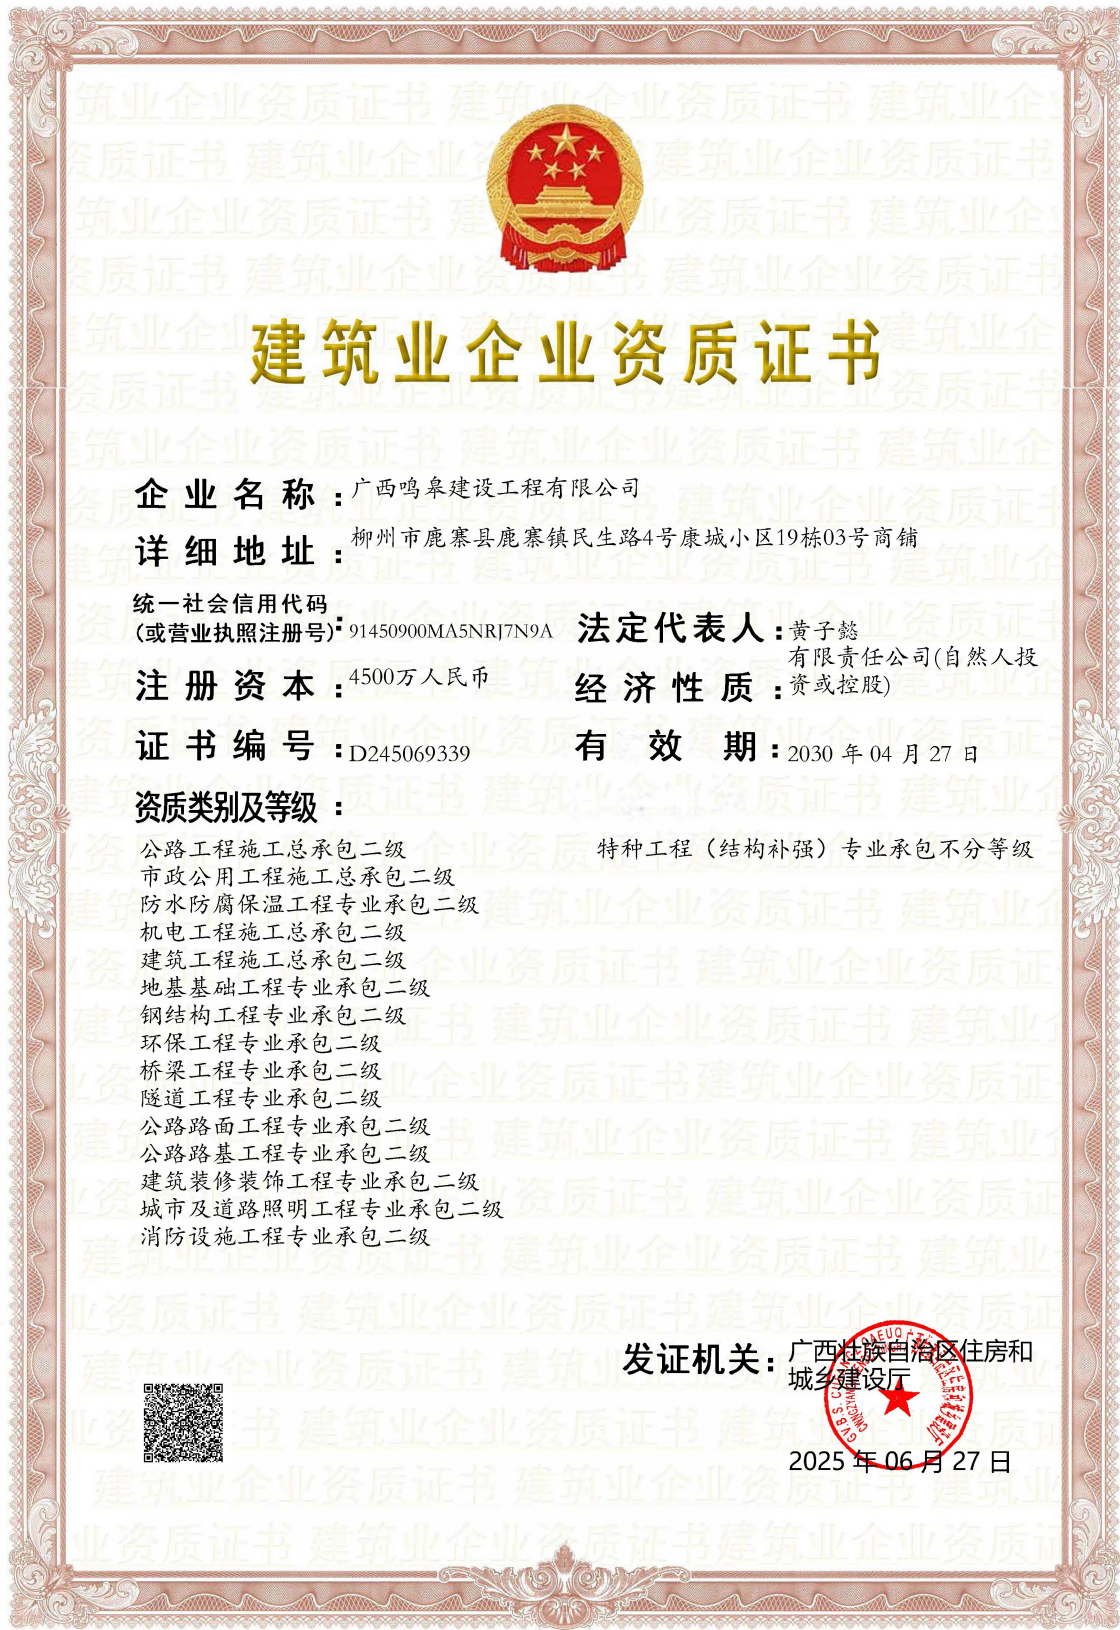 建筑业企业资质证书
企业名称：广西鸣皋建设工程有限公司
详细地址：柳州市鹿寨县鹿寨镇民生路4号康城小区19栋03号商铺
统一社会信用代码
(或营业执照注册号)：91450900MA5NRJ7N9A
法定代表人：黄子懿
注册资本：4500万人民币
经济性质：有限责任公司(自然人投
资或控股)
证书编号：D245069339
有效期：2030 年 04 月 27 日
资质类别及等级：
公路工程施工总承包二级
市政公用工程施工总承包二级
防水防腐保温工程专业承包二级
机电工程施工总承包二级
建筑工程施工总承包二级
地基基础工程专业承包二级
钢结构工程专业承包二级
环保工程专业承包二级
桥梁工程专业承包二级
隧道工程专业承包二级
公路路面工程专业承包二级
公路路基工程专业承包二级
建筑装修装饰工程专业承包二级
城市及道路照明工程专业承包二级
消防设施工程专业承包二级
特种工程（结构补强）专业承包不分等级
发证机关：广西壮族自治区住房和
城乡建设厅
2025 年 06 月 27 日